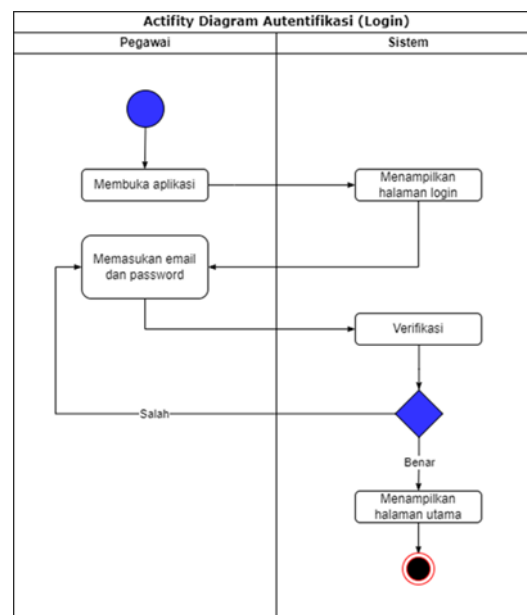 Actifity Diagram Autentifikasi (Login)
Pegawai
Sistem
Membuka aplikasi
Menampilkan
halaman login
Memasukan email
dan password
Verifikasi
Salah
Benar
Menampilkan
halaman utama